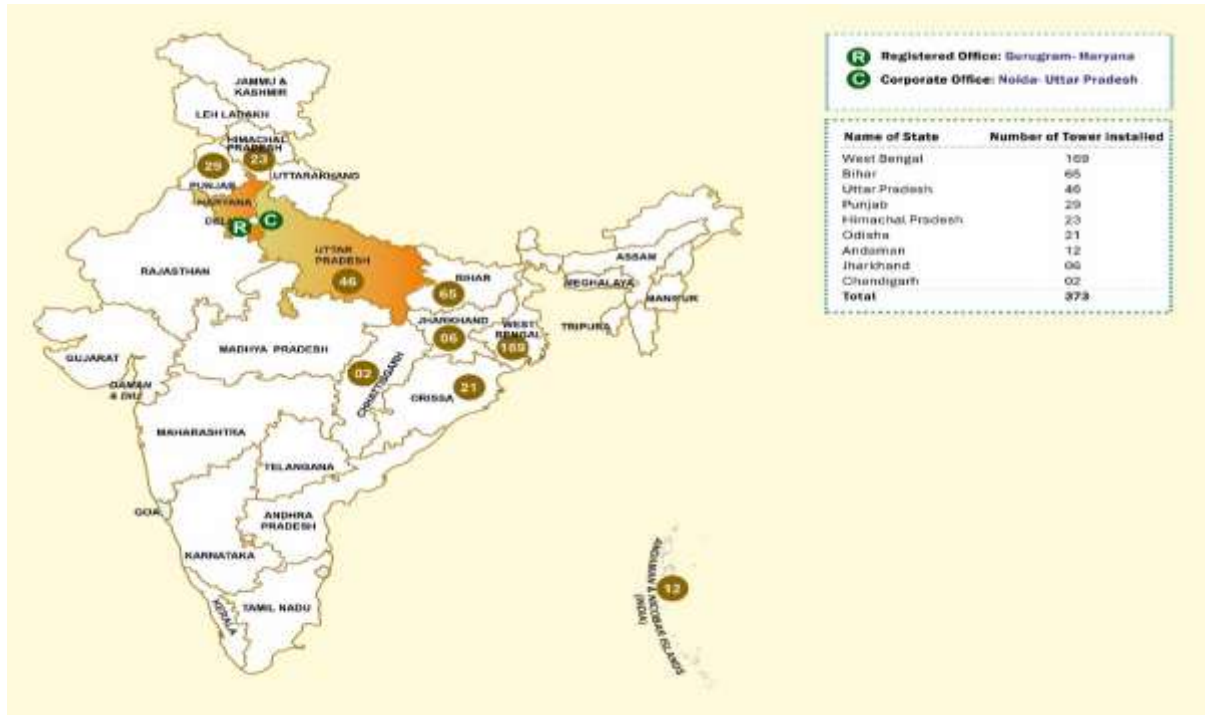 JAMMU &
KASHMIR
LEH LADAKH
HIMACHAL
PRADESH
23
29
PUNJAB
UTTARAKHAND
HARYANA
R
C
UTTAR
PRADESH
46
RAJASTHAN
BIHAR
65
ASSAM
MEGHALAYA
MANIPUR
TRIPURA
JHARKHAND
06
WEST
BENGAL
169
GUJARAT
MADHYA PRADESH
02
CHHATTISGARH
ORISSA
21
DAMAN
& DIU
MAHARASHTRA
TELANGANA
GOA
ANDHRA
PRADESH
KARNATAKA
KERALA
TAMIL NADU
ANDAMAN & NICOBAR ISLANDS
(INDIA)
12
R Registered Office: Gurugram- Haryana
C Corporate Office: Noida- Uttar Pradesh
Name of State Number of Tower Installed
West Bengal 169
Bihar 65
Uttar Pradesh 46
Punjab 29
Himachal Pradesh 23
Odisha 21
Andaman 12
Jharkhand 06
Chandigarh 02
Total 373